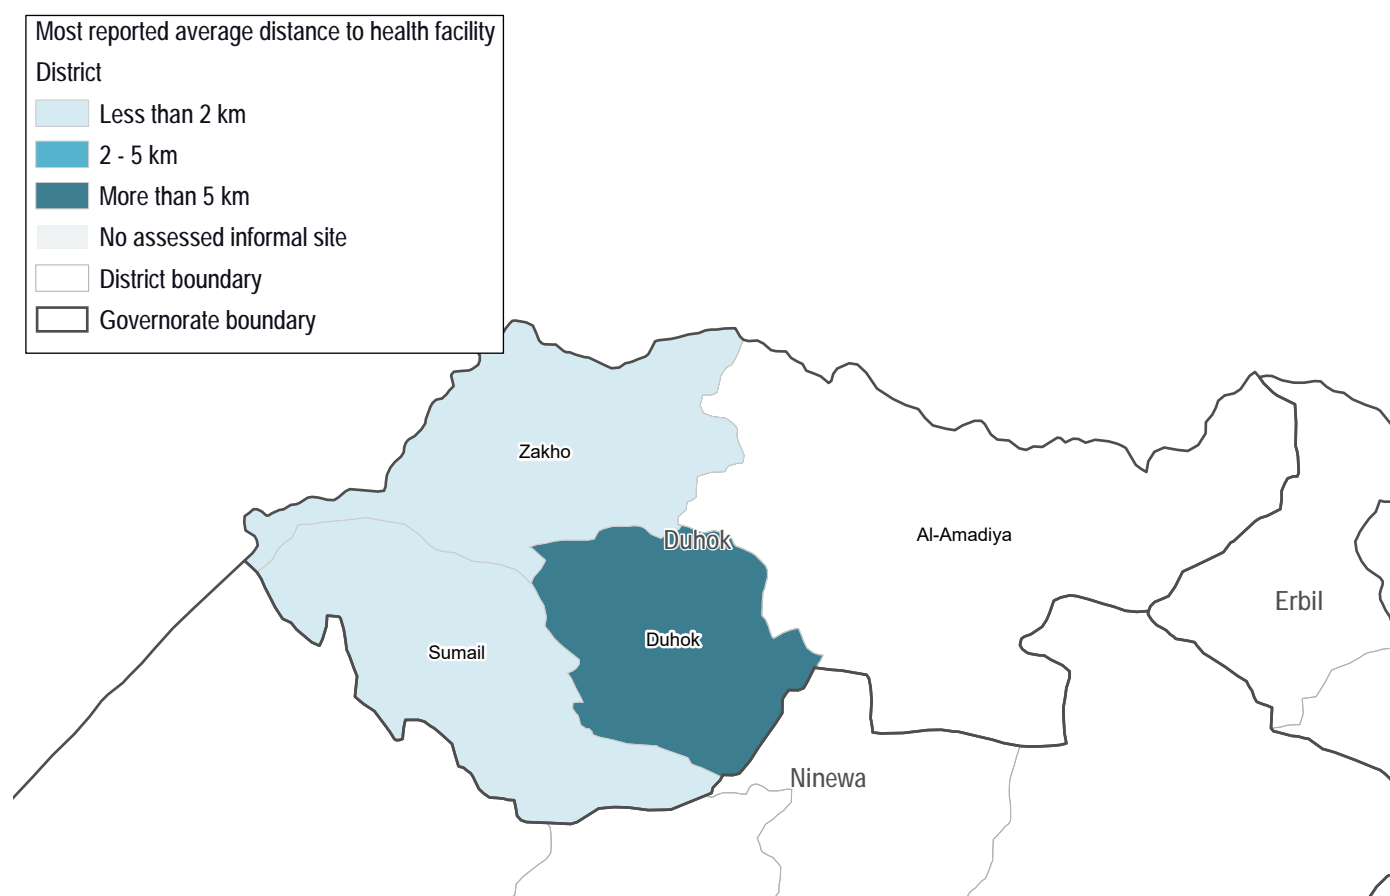 Most reported average distance to health facility
District
Less than 2 km
2 - 5 km
More than 5 km
No assessed informal site
District boundary
Governorate boundary
Zakho
Duhok
Al-Amadiya
Erbil
Duhok
Sumail
Ninewa